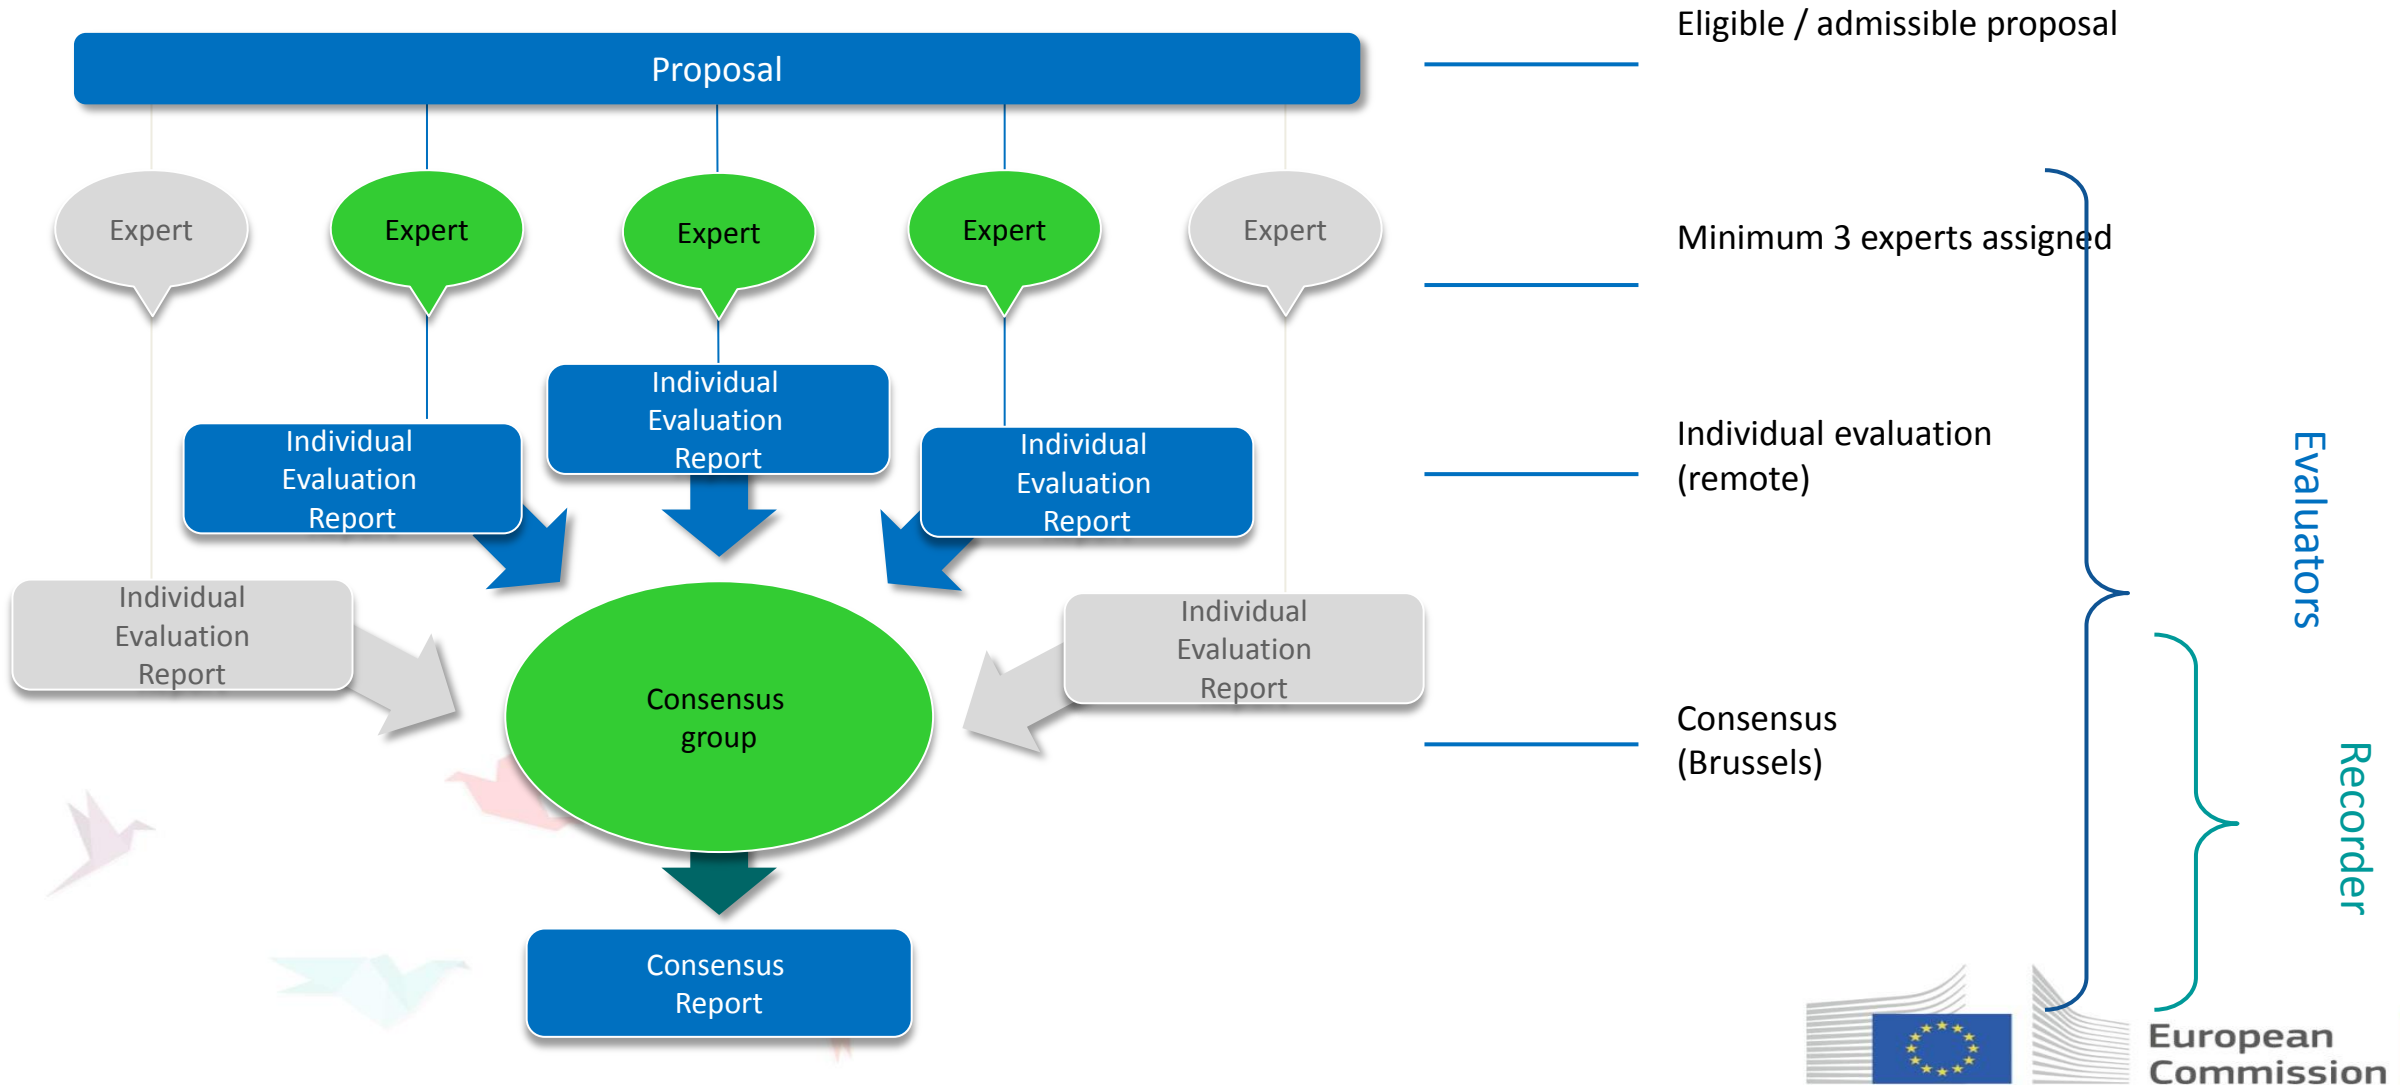 Eligible / admissible proposal
Proposal
Expert
Expert
Expert
Expert
Expert
Minimum 3 experts assigned
Individual
Evaluation
Report
Individual
Evaluation
Report
Individual
Evaluation
Report
Individual evaluation
(remote)
Evaluators
Individual
Evaluation
Report
Individual
Evaluation
Report
Consensus
group
Consensus
(Brussels)
Recorder
Consensus
Report
European
Commission